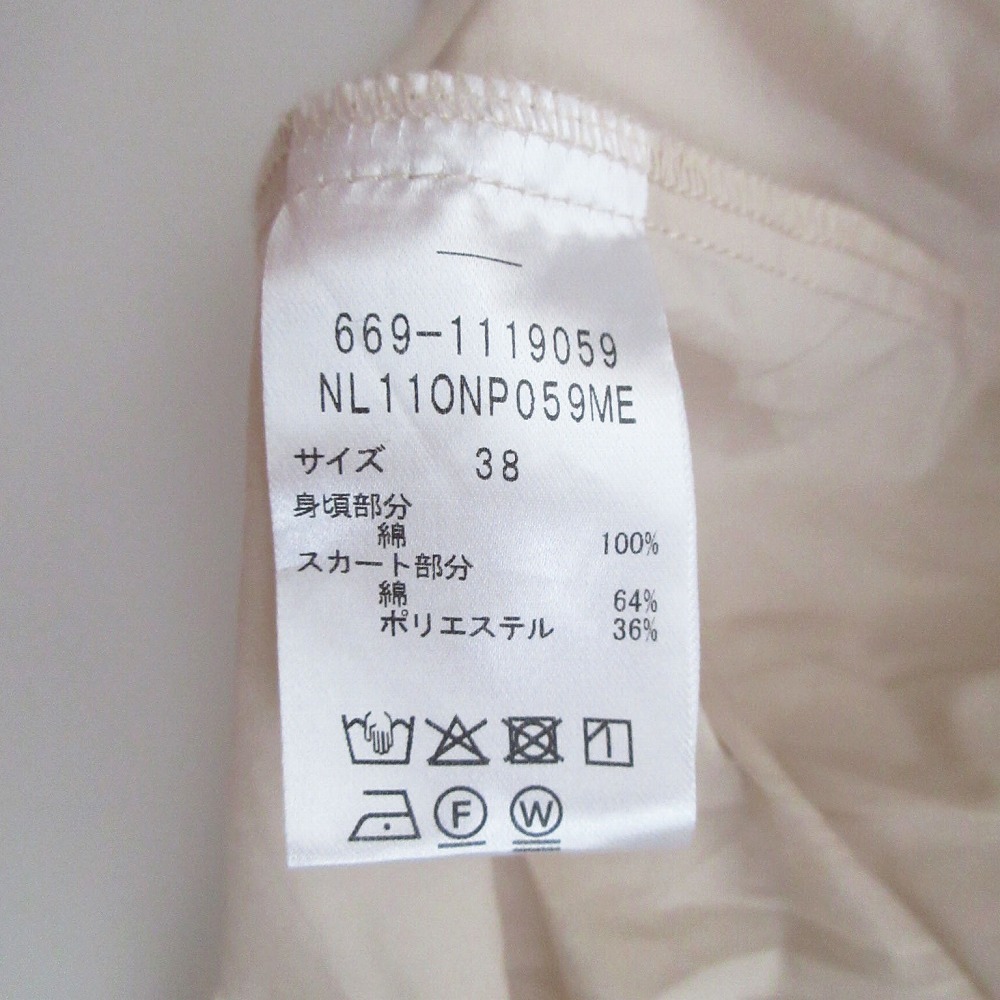 669-1119059
NL110NP059ME
サイズ 38
身頃部分
綿 100%
スカート部分
綿 64%
ポリエステル 36%
F W